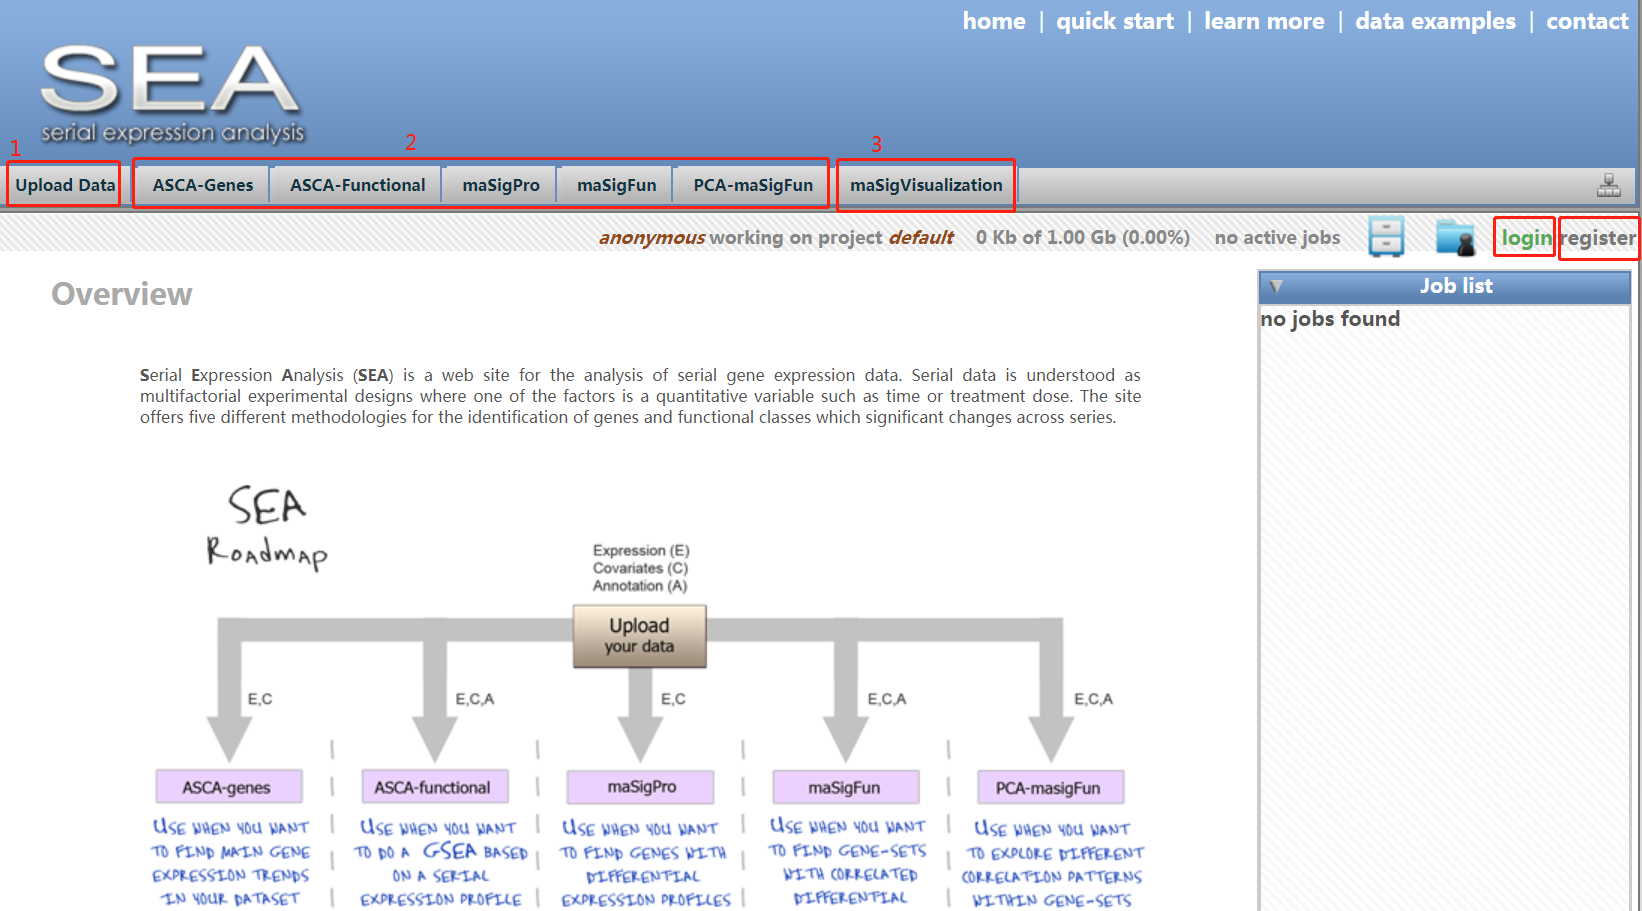 home | quick start | learn more | data examples | contact
SEA
serial expression analysis
1
2
3
Upload Data
ASCA-Genes
ASCA-Functional
maSigPro
maSigFun
PCA-maSigFun
maSigVisualization
anonymous working on project default 0 Kb of 1.00 Gb (0.00%) no active jobs login register
Overview
Job list
no jobs found
Serial Expression Analysis (SEA) is a web site for the analysis of serial gene expression data. Serial data is understood as
multifactorial experimental designs where one of the factors is a quantitative variable such as time or treatment dose. The site
offers five different methodologies for the identification of genes and functional classes which significant changes across series.
SEA
ROADMAP
Expression (E)
Covariates (C)
Annotation (A)
Upload
your data
E,C
E,C,A
E,C
E,C,A
E,C,A
ASCA-genes
USE WHEN YOU WANT
TO FIND MAIN GENE
EXPRESSION TRENDS
IN YOUR DATASET
ASCA-functional
USE WHEN YOU WANT
TO DO A GSEA BASED
ON A SERIAL
EXPRESSION PROFILE
maSigPro
USE WHEN YOU WANT
TO FIND GENES WITH
DIFFERENTIAL
EXPRESSION PROFILES
maSigFun
USE WHEN YOU WANT
TO FIND GENE-SETS
WITH CORRELATED
DIFFERENTIAL
PCA-masigFun
USE WHEN YOU WANT
TO EXPLORE DIFFERENT
CORRELATION PATTERNS
WITHIN GENE-SETS